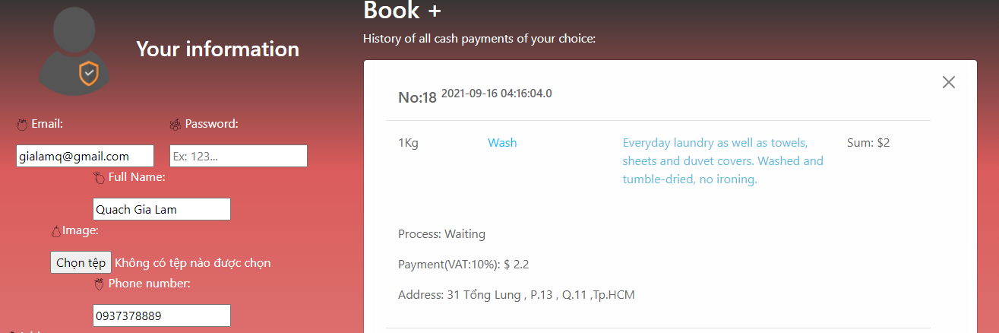 Your information
Email:
Password:
gialamq@gmail.com
Ex: 123...
Full Name:
Quach Gia Lam
Image:
Chọn tệp Không có tệp nào được chọn
Phone number:
0937378889
Book +
History of all cash payments of your choice:
No:18 2021-09-16 04:16:04.0
1Kg
Wash
Everyday laundry as well as towels,
sheets and duvet covers. Washed and
tumble-dried, no ironing.
Sum: $2
Process: Waiting
Payment(VAT:10%): $ 2.2
Address: 31 Tổng Lung , P.13 , Q.11 ,Tp.HCM